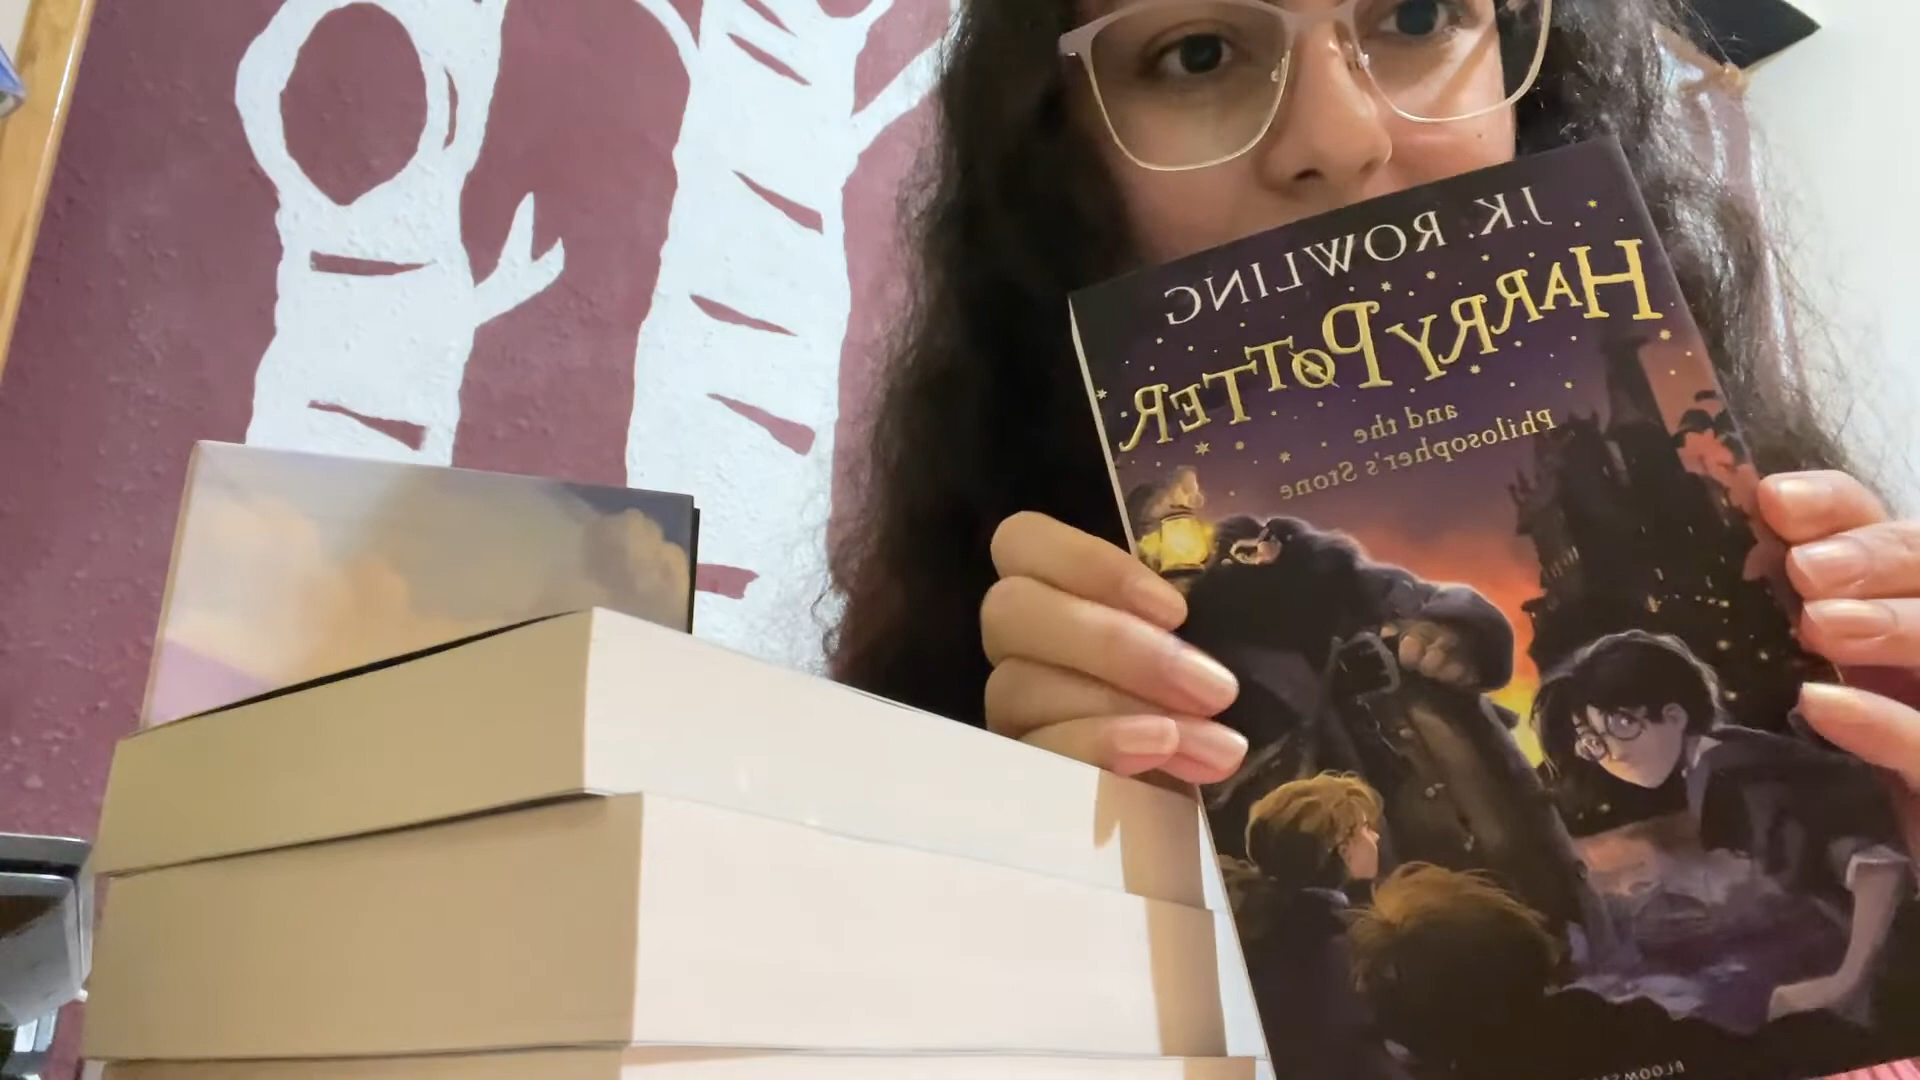 J.K. ROWLING
HARRY POTTER
and the
Philosopher's Stone